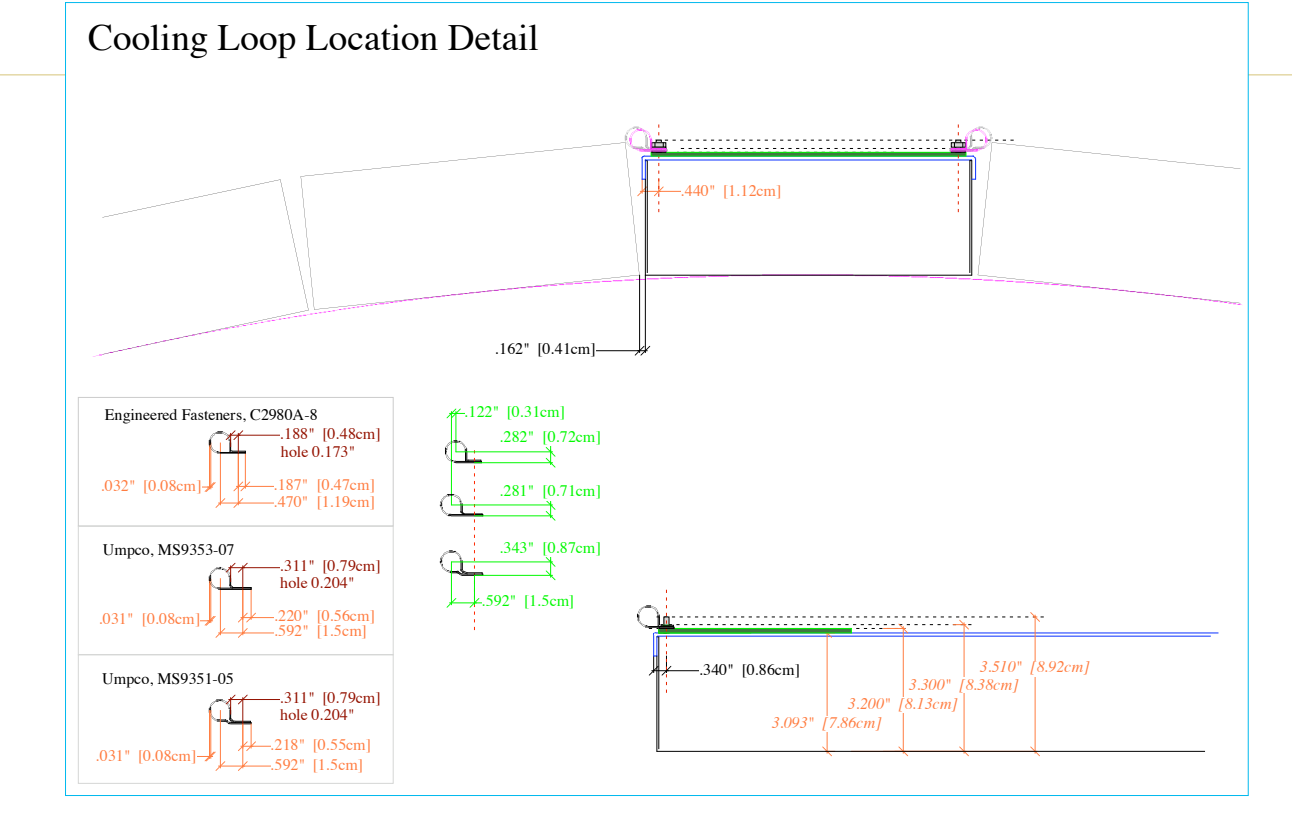 Cooling Loop Location Detail
.440" [1.12cm]
.162" [0.41cm]
Engineered Fasteners, C2980A-8
.188" [0.48cm]
hole 0.173"
.032" [0.08cm]
.187" [0.47cm]
.470" [1.19cm]
Umpco, MS9353-07
.311" [0.79cm]
hole 0.204"
.031" [0.08cm]
.220" [0.56cm]
.592" [1.5cm]
Umpco, MS9351-05
.311" [0.79cm]
hole 0.204"
.031" [0.08cm]
.218" [0.55cm]
.592" [1.5cm]
.122" [0.31cm]
.282" [0.72cm]
.281" [0.71cm]
.343" [0.87cm]
.592" [1.5cm]
.340" [0.86cm]
3.510" [8.92cm]
3.300" [8.38cm]
3.200" [8.13cm]
3.093" [7.86cm]